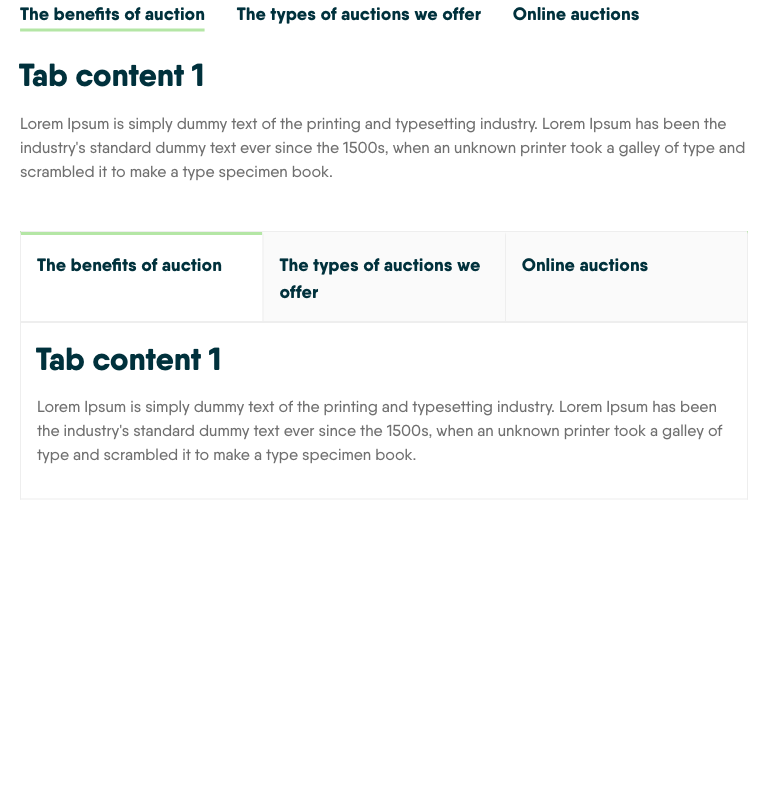 The benefits of auction The types of auctions we offer Online auctions
Tab content 1
Lorem Ipsum is simply dummy text of the printing and typesetting industry. Lorem Ipsum has been the
industry's standard dummy text ever since the 1500s, when an unknown printer took a galley of type and
scrambled it to make a type specimen book.
The benefits of auction
The types of auctions we
offer
Online auctions
Tab content 1
Lorem Ipsum is simply dummy text of the printing and typesetting industry. Lorem Ipsum has been
the industry's standard dummy text ever since the 1500s, when an unknown printer took a galley of
type and scrambled it to make a type specimen book.